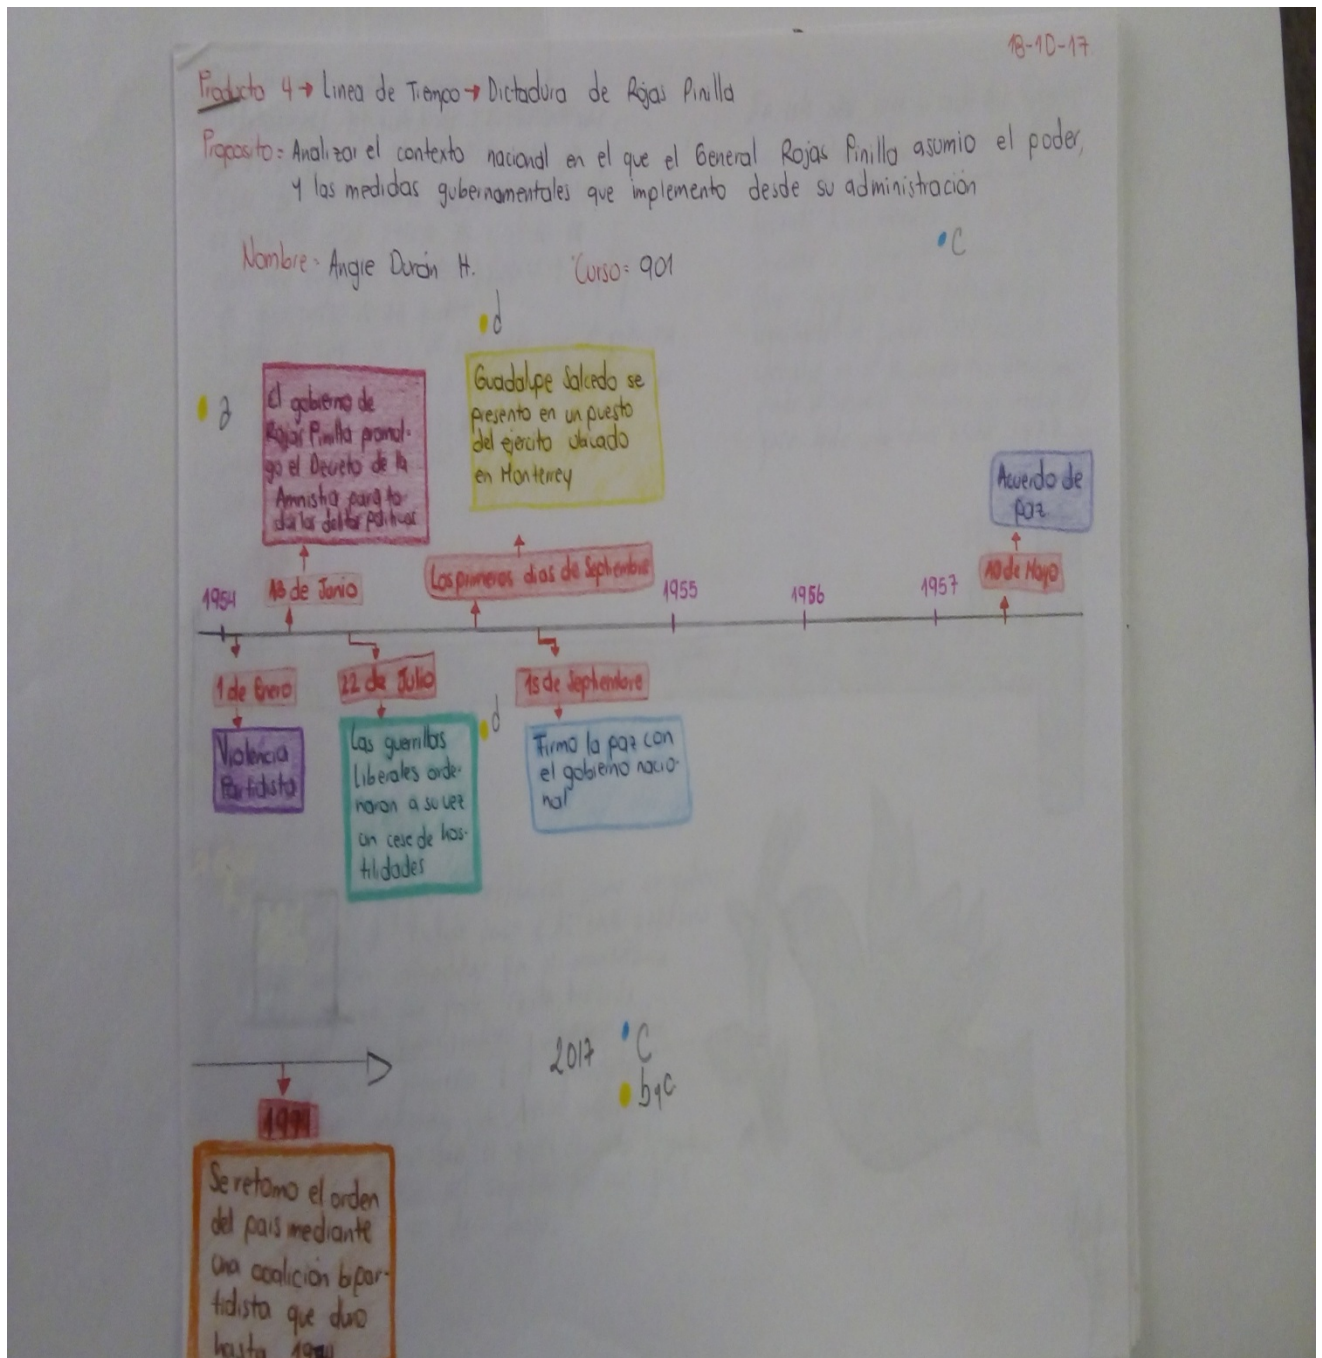 18-10-17
Producto 4 → Linea de Tiempo → Dictadura de Rojas Pinilla
Proposito: Analizar el contexto nacional en el que el General Rojas Pinilla asumio el poder,
y las medidas gubernamentales que implemento desde su administración
• C
Nombre: Angie Durán H. Curso: 901
• d
• a
El gobierno de
Rojas Pinilla promul-
go el Decreto de la
Amnistia para to-
dos los delitos politicos
Guadalupe Salcedo se
presento en un puesto
del ejercito ubicado
en Monterrey
Acuerdo de
paz
13 de Junio
Los primeros dias de Septiembre
10 de Mayo
1954 1955 1956 1957
1 de Enero
22 de Julio
15 de Septiembre
Violencia
Partidista
Las guerrillas
liberales orde-
naron a su vez
un cese de hos-
tilidades
• d
Firmo la paz con
el gobierno nacio-
nal
2017 • C
• b y c
Se retomo el orden
del pais mediante
una coalición bipar-
tidista que duro
hasta